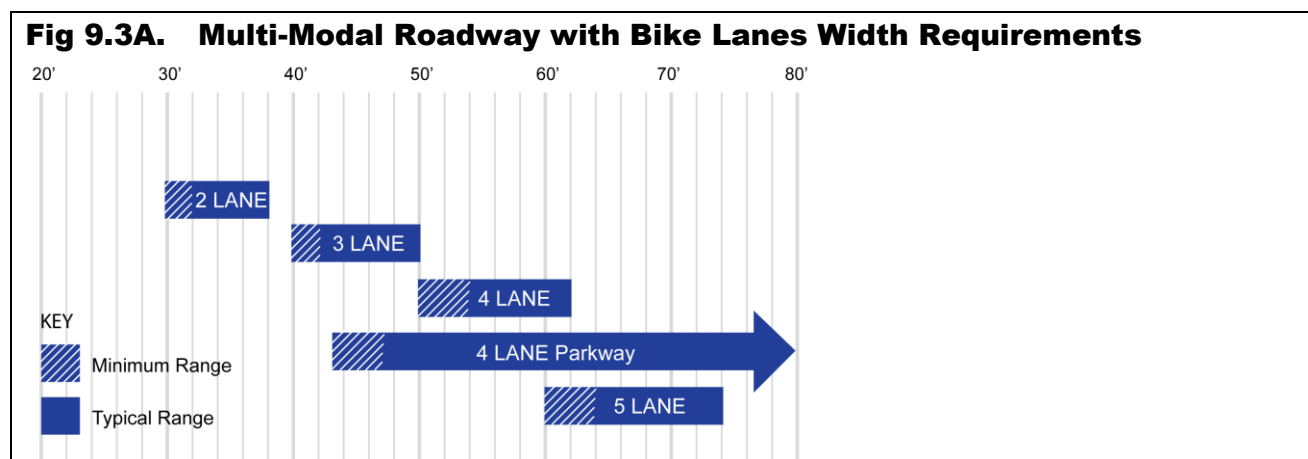 Fig 9.3A. Multi-Modal Roadway with Bike Lanes Width Requirements
20' 30' 40' 50' 60' 70' 80'
2 LANE
3 LANE
4 LANE
4 LANE Parkway
5 LANE
KEY
Minimum Range
Typical Range